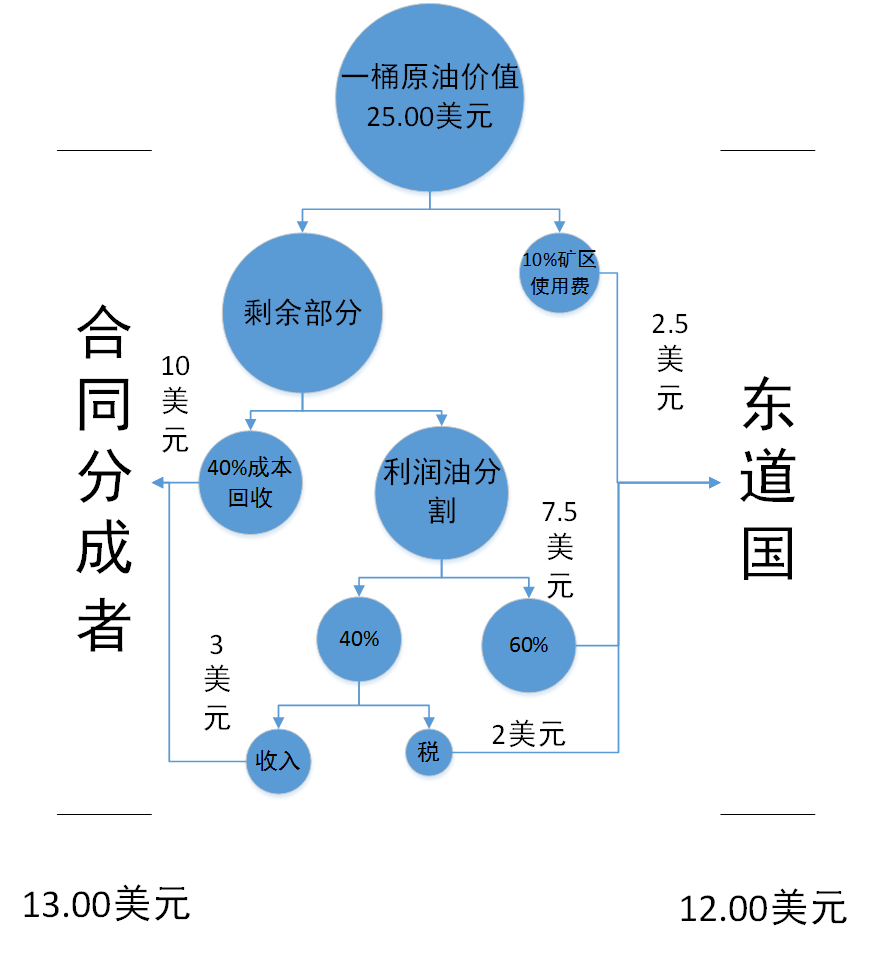 一桶原油价值
25.00美元
10%矿区
使用费
剩余部分
2.5
美
元
合
同
分
成
者
10
美
元
东
道
国
40%成本
回收
利润油分
割
7.5
美
元
40%
60%
3
美
元
收入
税
2美元
13.00美元
12.00美元